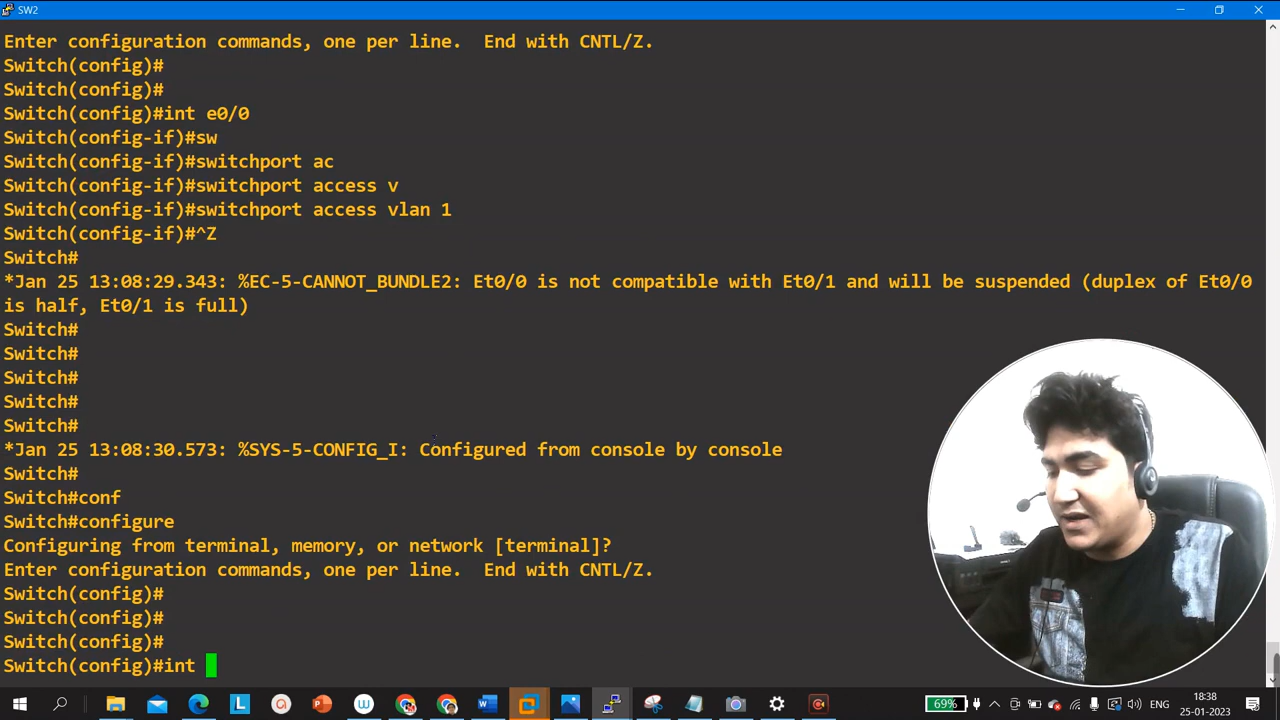 SW2
Enter configuration commands, one per line.  End with CNTL/Z.
Switch(config)#
Switch(config)#
Switch(config)#int e0/0
Switch(config-if)#sw
Switch(config-if)#switchport ac
Switch(config-if)#switchport access v
Switch(config-if)#switchport access vlan 1
Switch(config-if)#^Z
Switch#
*Jan 25 13:08:29.343: %EC-5-CANNOT_BUNDLE2: Et0/0 is not compatible with Et0/1 and will be suspended (duplex of Et0/0
is half, Et0/1 is full)
Switch#
Switch#
Switch#
Switch#
Switch#
*Jan 25 13:08:30.573: %SYS-5-CONFIG_I: Configured from console by console
Switch#
Switch#conf
Switch#configure
Configuring from terminal, memory, or network [terminal]?
Enter configuration commands, one per line.  End with CNTL/Z.
Switch(config)#
Switch(config)#
Switch(config)#
Switch(config)#int
69%
ENG
18:38
25-01-2023